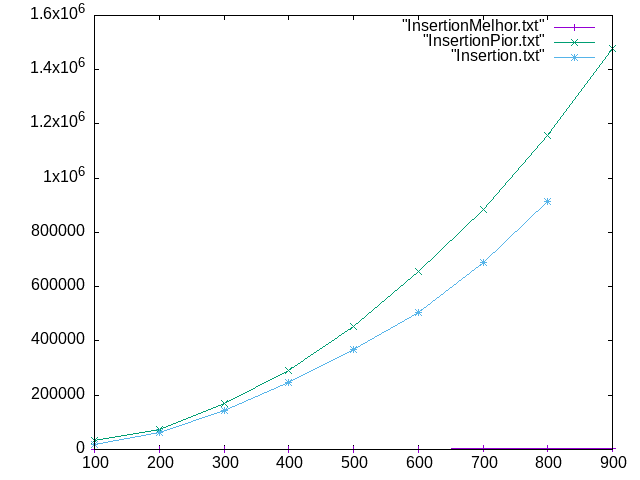 1.6x10^6
1.4x10^6
1.2x10^6
1x10^6
800000
600000
400000
200000
0
100 200 300 400 500 600 700 800 900
"InsertionMelhor.txt"
"InsertionPior.txt"
"Insertion.txt"